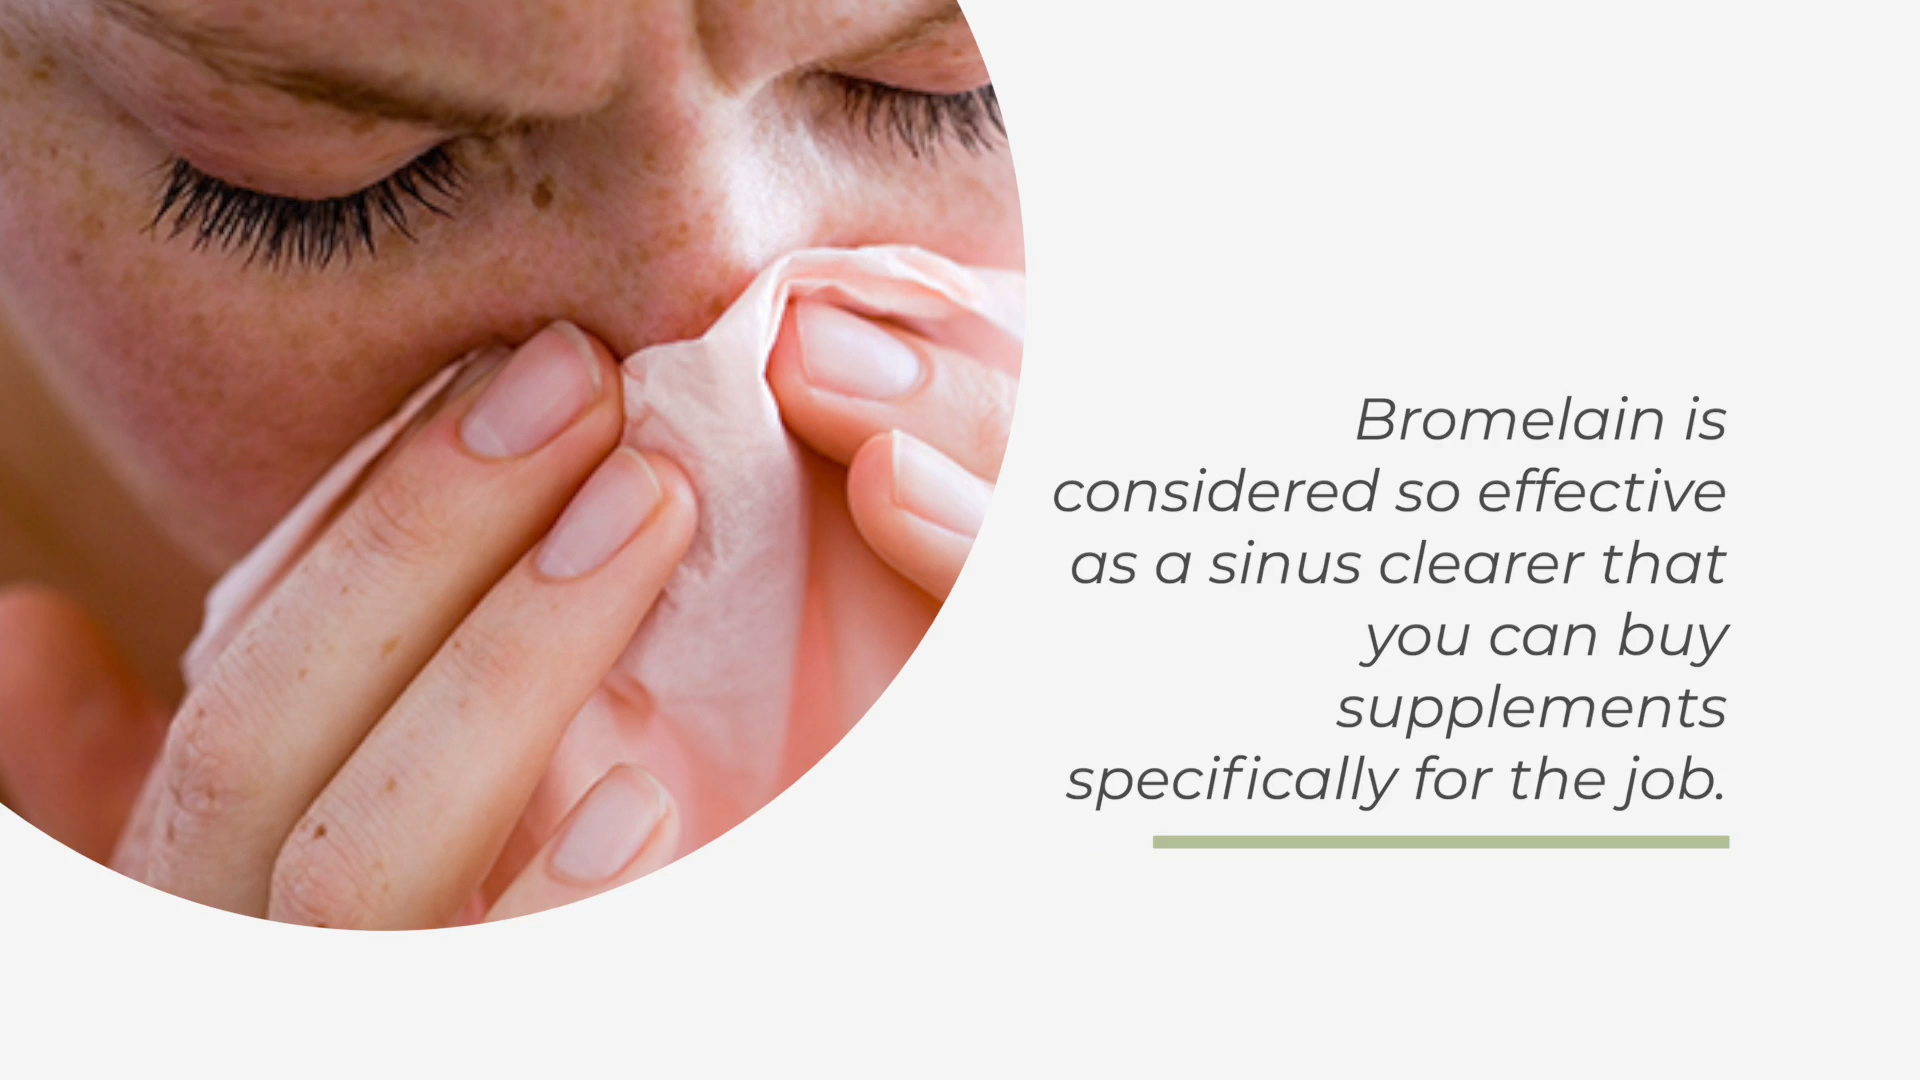 Bromelain is
considered so effective
as a sinus clearer that
you can buy
supplements
specifically for the job.